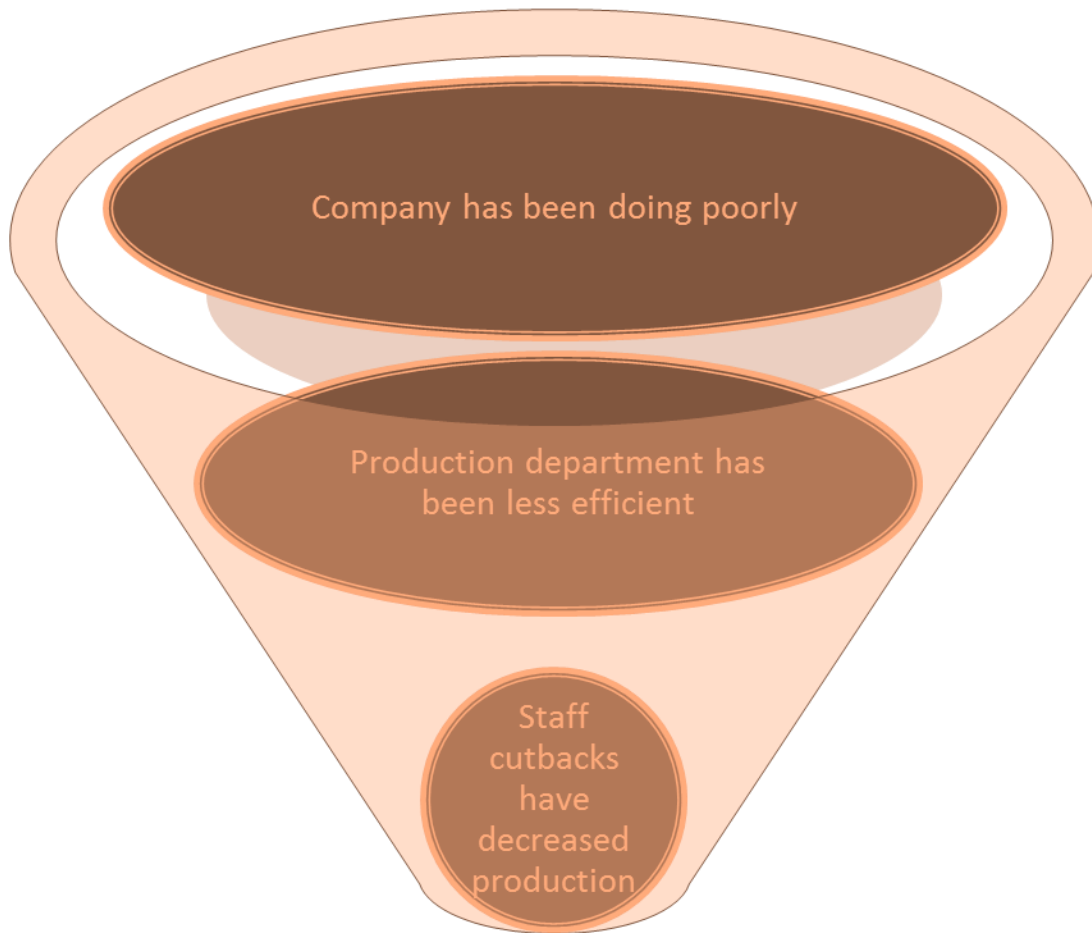 Company has been doing poorly
Production department has
been less efficient
Staff
cutbacks
have
decreased
production